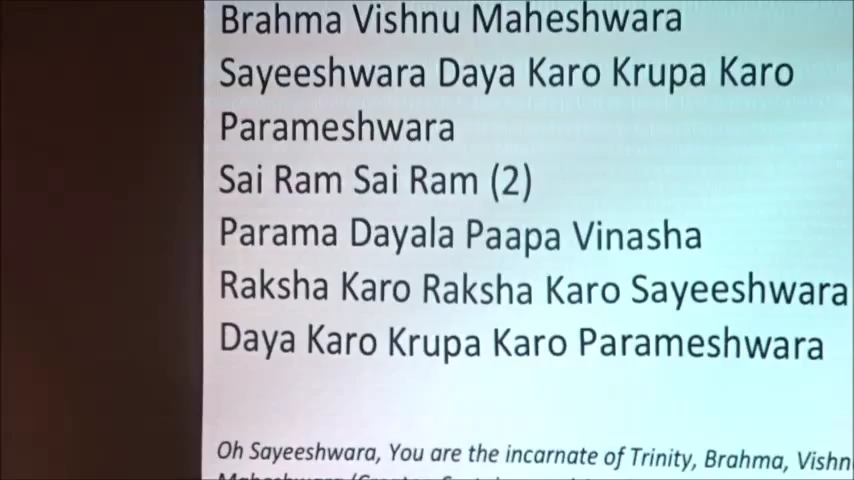 Brahma Vishnu Maheshwara
Sayeeshwara Daya Karo Krupa Karo
Parameshwara
Sai Ram Sai Ram (2)
Parama Dayala Paapa Vinasha
Raksha Karo Raksha Karo Sayeeshwara
Daya Karo Krupa Karo Parameshwara
Oh Sayeeshwara, You are the incarnate of Trinity, Brahma, Vishn